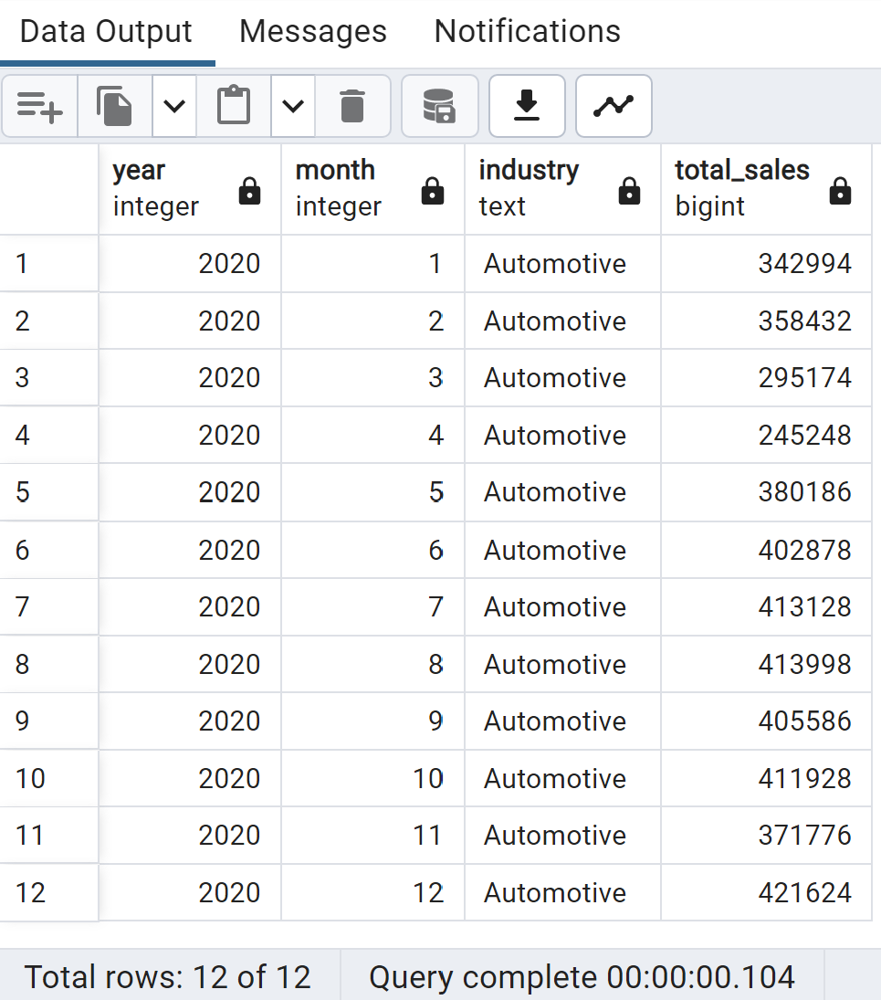 Data Output Messages Notifications
year month industry total_sales
integer integer text bigint
1 2020 1 Automotive 342994
2 2020 2 Automotive 358432
3 2020 3 Automotive 295174
4 2020 4 Automotive 245248
5 2020 5 Automotive 380186
6 2020 6 Automotive 402878
7 2020 7 Automotive 413128
8 2020 8 Automotive 413998
9 2020 9 Automotive 405586
10 2020 10 Automotive 411928
11 2020 11 Automotive 371776
12 2020 12 Automotive 421624
Total rows: 12 of 12 Query complete 00:00:00.104